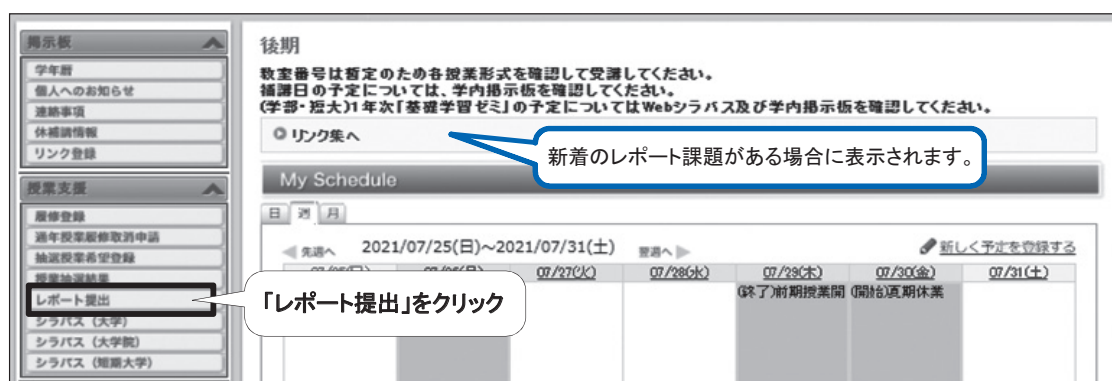 掲示板
学年暦
個人へのお知らせ
連絡事項
休補講情報
リンク登録
授業支援
履修登録
通年授業履修取消申請
抽選授業希望登録
授業抽選結果
レポート提出
シラバス（大学）
シラバス（大学院）
シラバス（短期大学）
「レポート提出」をクリック
後期
教室番号は暫定のため各授業形式を確認して受講してください。
補講日の予定については、学内掲示板を確認してください。
(学部・短大)1年次「基礎学習ゼミ」の予定についてはWebシラバス及び学内掲示板を確認してください。
リンク集へ
新着のレポート課題がある場合に表示されます。
My Schedule
日 週 月
先週へ 2021/07/25(日)～2021/07/31(土) 翌週へ
新しく予定を登録する
07/27(火) 07/28(水) 07/29(木) 07/30(金) 07/31(土)
(終了)前期授業開 (開始)夏期休業